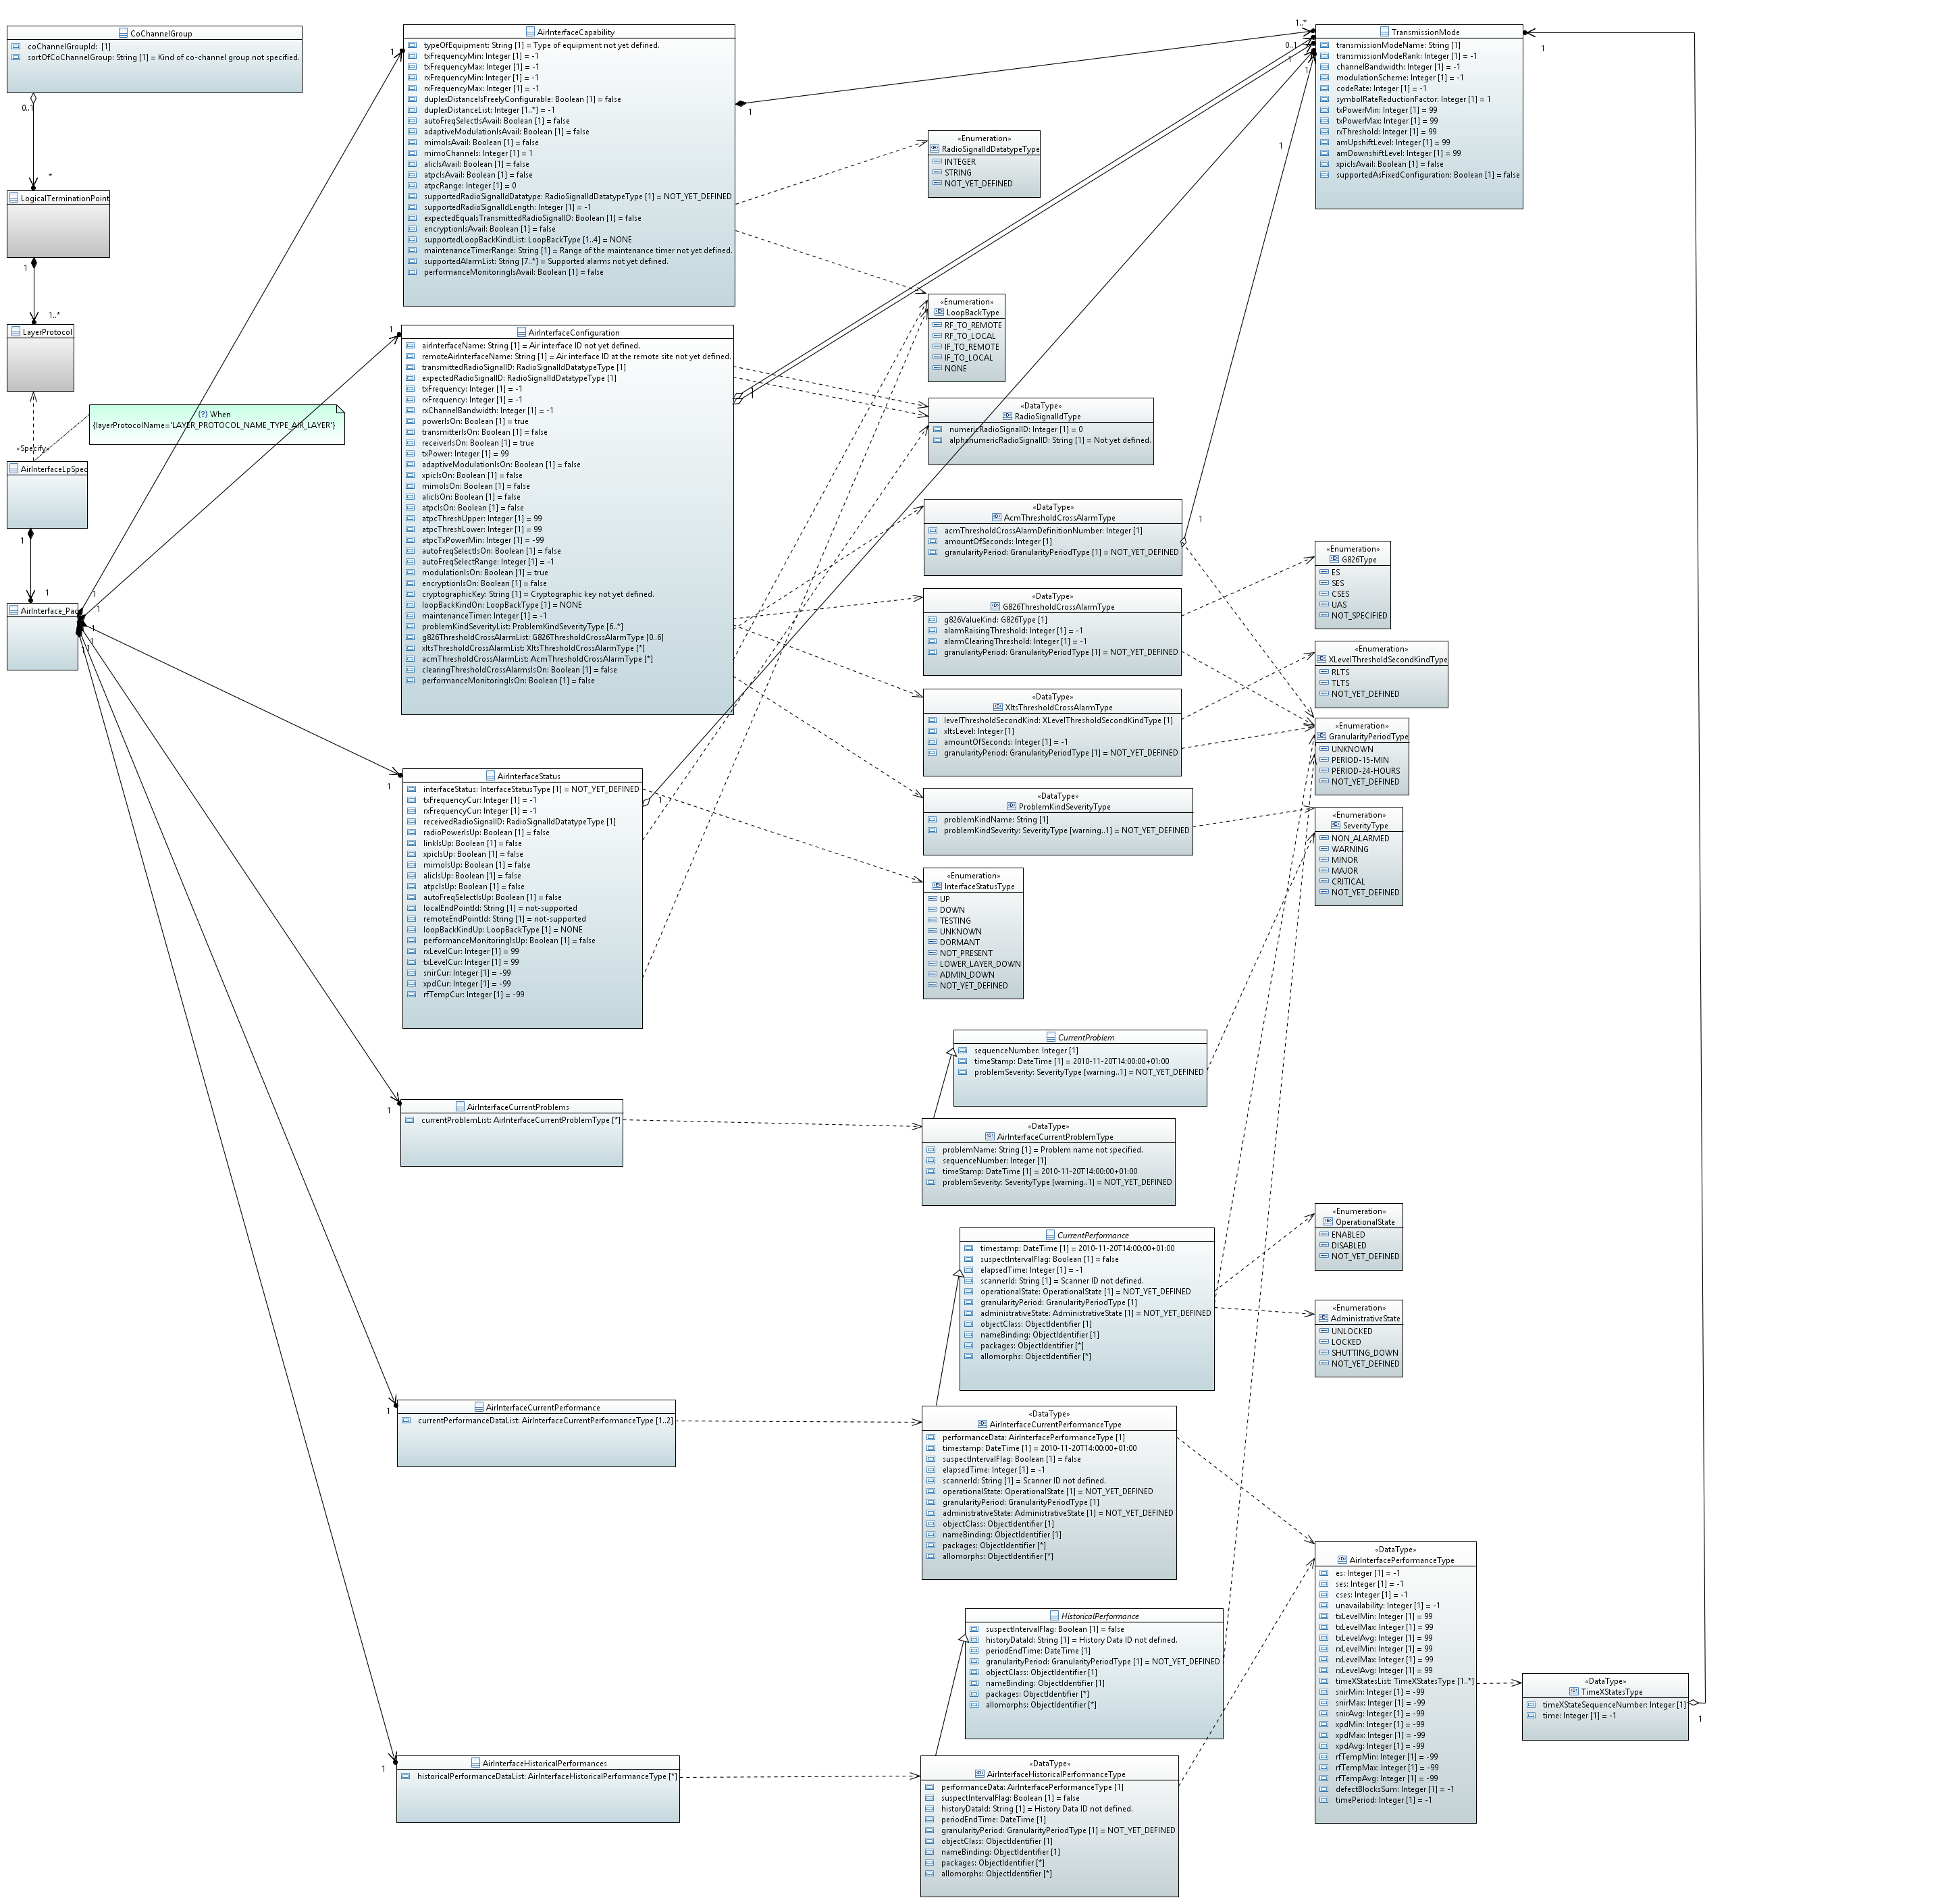 CoChannelGroup
coChannelGroupId:  [1]
sortOfCoChannelGroup: String [1] = Kind of co-channel group not specified.
0..1
*
LogicalTerminationPoint
1
1..*
LayerProtocol
{?} When
{layerProtocolName='LAYER_PROTOCOL_NAME_TYPE_AIR_LAYER'}
«Specify»
AirInterfaceLpSpec
1
1
AirInterface_Pac
1
1
1
1
1
AirInterfaceCapability
typeOfEquipment: String [1] = Type of equipment not yet defined.
txFrequencyMin: Integer [1] = -1
txFrequencyMax: Integer [1] = -1
rxFrequencyMin: Integer [1] = -1
rxFrequencyMax: Integer [1] = -1
duplexDistanceIsFreelyConfigurable: Boolean [1] = false
duplexDistanceList: Integer [1..*] = -1
autoFreqSelectIsAvail: Boolean [1] = false
adaptiveModulationIsAvail: Boolean [1] = false
mimoIsAvail: Boolean [1] = false
mimoChannels: Integer [1] = 1
alicIsAvail: Boolean [1] = false
atpcIsAvail: Boolean [1] = false
atpcRange: Integer [1] = 0
supportedRadioSignalIdDatatype: RadioSignalIdDatatypeType [1] = NOT_YET_DEFINED
supportedRadioSignalIdLength: Integer [1] = -1
expectedEqualsTransmittedRadioSignalID: Boolean [1] = false
encryptionIsAvail: Boolean [1] = false
supportedLoopBackKindList: LoopBackType [1..4] = NONE
maintenanceTimerRange: String [1] = Range of the maintenance timer not yet defined.
supportedAlarmList: String [7..*] = Supported alarms not yet defined.
performanceMonitoringIsAvail: Boolean [1] = false
1
1
AirInterfaceConfiguration
airInterfaceName: String [1] = Air interface ID not yet defined.
remoteAirInterfaceName: String [1] = Air interface ID at the remote site not yet defined.
transmittedRadioSignalID: RadioSignalIdDatatypeType [1]
expectedRadioSignalID: RadioSignalIdDatatypeType [1]
txFrequency: Integer [1] = -1
rxFrequency: Integer [1] = -1
rxChannelBandwidth: Integer [1] = -1
powerIsOn: Boolean [1] = true
transmitterIsOn: Boolean [1] = false
receiverIsOn: Boolean [1] = true
txPower: Integer [1] = 99
adaptiveModulationIsOn: Boolean [1] = false
xpicIsOn: Boolean [1] = false
mimoIsOn: Boolean [1] = false
alicIsOn: Boolean [1] = false
atpcIsOn: Boolean [1] = false
atpcThreshUpper: Integer [1] = 99
atpcThreshLower: Integer [1] = 99
atpcTxPowerMin: Integer [1] = -99
autoFreqSelectIsOn: Boolean [1] = false
autoFreqSelectRange: Integer [1] = -1
modulationIsOn: Boolean [1] = true
encryptionIsOn: Boolean [1] = false
cryptographicKey: String [1] = Cryptographic key not yet defined.
loopBackKindOn: LoopBackType [1] = NONE
maintenanceTimer: Integer [1] = -1
problemKindSeverityList: ProblemKindSeverityType [6..*]
g826ThresholdCrossAlarmList: G826ThresholdCrossAlarmType [0..6]
xltsThresholdCrossAlarmList: XltsThresholdCrossAlarmType [*]
acmThresholdCrossAlarmList: AcmThresholdCrossAlarmType [*]
clearingThresholdCrossAlarmsIsOn: Boolean [1] = false
performanceMonitoringIsOn: Boolean [1] = false
1
1
AirInterfaceStatus
interfaceStatus: InterfaceStatusType [1] = NOT_YET_DEFINED
txFrequencyCur: Integer [1] = -1
rxFrequencyCur: Integer [1] = -1
receivedRadioSignalID: RadioSignalIdDatatypeType [1]
radioPowerIsUp: Boolean [1] = false
linkIsUp: Boolean [1] = false
xpicIsUp: Boolean [1] = false
mimoIsUp: Boolean [1] = false
alicIsUp: Boolean [1] = false
atpcIsUp: Boolean [1] = false
autoFreqSelectIsUp: Boolean [1] = false
localEndPointId: String [1] = not-supported
remoteEndPointId: String [1] = not-supported
loopBackKindUp: LoopBackType [1] = NONE
performanceMonitoringIsUp: Boolean [1] = false
rxLevelCur: Integer [1] = 99
txLevelCur: Integer [1] = 99
snirCur: Integer [1] = -99
xpdCur: Integer [1] = -99
rfTempCur: Integer [1] = -99
1
1
AirInterfaceCurrentProblems
currentProblemList: AirInterfaceCurrentProblemType [*]
1
AirInterfaceCurrentPerformance
currentPerformanceDataList: AirInterfaceCurrentPerformanceType [1..2]
1
AirInterfaceHistoricalPerformances
historicalPerformanceDataList: AirInterfaceHistoricalPerformanceType [*]
1
«Enumeration»
RadioSignalIdDatatypeType
INTEGER
STRING
NOT_YET_DEFINED
«Enumeration»
LoopBackType
RF_TO_REMOTE
RF_TO_LOCAL
IF_TO_REMOTE
IF_TO_LOCAL
NONE
«DataType»
RadioSignalIdType
numericRadioSignalID: Integer [1] = 0
alphanumericRadioSignalID: String [1] = Not yet defined.
«DataType»
AcmThresholdCrossAlarmType
acmThresholdCrossAlarmDefinitionNumber: Integer [1]
amountOfSeconds: Integer [1]
granularityPeriod: GranularityPeriodType [1] = NOT_YET_DEFINED
1
1
«DataType»
G826ThresholdCrossAlarmType
g826ValueKind: G826Type [1]
alarmRaisingThreshold: Integer [1] = -1
alarmClearingThreshold: Integer [1] = -1
granularityPeriod: GranularityPeriodType [1] = NOT_YET_DEFINED
«DataType»
XltsThresholdCrossAlarmType
levelThresholdSecondKind: XLevelThresholdSecondKindType [1]
xltsLevel: Integer [1]
amountOfSeconds: Integer [1] = -1
granularityPeriod: GranularityPeriodType [1] = NOT_YET_DEFINED
«DataType»
ProblemKindSeverityType
problemKindName: String [1]
problemKindSeverity: SeverityType [warning..1] = NOT_YET_DEFINED
«Enumeration»
InterfaceStatusType
UP
DOWN
TESTING
UNKNOWN
DORMANT
NOT_PRESENT
LOWER_LAYER_DOWN
ADMIN_DOWN
NOT_YET_DEFINED
CurrentProblem
sequenceNumber: Integer [1]
timeStamp: DateTime [1] = 2010-11-20T14:00:00+01:00
problemSeverity: SeverityType [warning..1] = NOT_YET_DEFINED
«DataType»
AirInterfaceCurrentProblemType
problemName: String [1] = Problem name not specified.
sequenceNumber: Integer [1]
timeStamp: DateTime [1] = 2010-11-20T14:00:00+01:00
problemSeverity: SeverityType [warning..1] = NOT_YET_DEFINED
CurrentPerformance
timestamp: DateTime [1] = 2010-11-20T14:00:00+01:00
suspectIntervalFlag: Boolean [1] = false
elapsedTime: Integer [1] = -1
scannerId: String [1] = Scanner ID not defined.
operationalState: OperationalState [1] = NOT_YET_DEFINED
granularityPeriod: GranularityPeriodType [1]
administrativeState: AdministrativeState [1] = NOT_YET_DEFINED
objectClass: ObjectIdentifier [1]
nameBinding: ObjectIdentifier [1]
packages: ObjectIdentifier [*]
allomorphs: ObjectIdentifier [*]
«DataType»
AirInterfaceCurrentPerformanceType
performanceData: AirInterfacePerformanceType [1]
timestamp: DateTime [1] = 2010-11-20T14:00:00+01:00
suspectIntervalFlag: Boolean [1] = false
elapsedTime: Integer [1] = -1
scannerId: String [1] = Scanner ID not defined.
operationalState: OperationalState [1] = NOT_YET_DEFINED
granularityPeriod: GranularityPeriodType [1]
administrativeState: AdministrativeState [1] = NOT_YET_DEFINED
objectClass: ObjectIdentifier [1]
nameBinding: ObjectIdentifier [1]
packages: ObjectIdentifier [*]
allomorphs: ObjectIdentifier [*]
HistoricalPerformance
suspectIntervalFlag: Boolean [1] = false
historyDataId: String [1] = History Data ID not defined.
periodEndTime: DateTime [1]
granularityPeriod: GranularityPeriodType [1] = NOT_YET_DEFINED
objectClass: ObjectIdentifier [1]
nameBinding: ObjectIdentifier [1]
packages: ObjectIdentifier [*]
allomorphs: ObjectIdentifier [*]
«DataType»
AirInterfaceHistoricalPerformanceType
performanceData: AirInterfacePerformanceType [1]
suspectIntervalFlag: Boolean [1] = false
historyDataId: String [1] = History Data ID not defined.
periodEndTime: DateTime [1]
granularityPeriod: GranularityPeriodType [1] = NOT_YET_DEFINED
objectClass: ObjectIdentifier [1]
nameBinding: ObjectIdentifier [1]
packages: ObjectIdentifier [*]
allomorphs: ObjectIdentifier [*]
1..*
0..1
1
1
TransmissionMode
transmissionModeName: String [1]
transmissionModeRank: Integer [1] = -1
channelBandwidth: Integer [1] = -1
modulationScheme: Integer [1] = -1
codeRate: Integer [1] = -1
symbolRateReductionFactor: Integer [1] = 1
txPowerMin: Integer [1] = 99
txPowerMax: Integer [1] = 99
rxThreshold: Integer [1] = 99
amUpshiftLevel: Integer [1] = 99
amDownshiftLevel: Integer [1] = 99
xpicIsAvail: Boolean [1] = false
supportedAsFixedConfiguration: Boolean [1] = false
1
«Enumeration»
G826Type
ES
SES
CSES
UAS
NOT_SPECIFIED
«Enumeration»
XLevelThresholdSecondKindType
RLTS
TLTS
NOT_YET_DEFINED
«Enumeration»
GranularityPeriodType
UNKNOWN
PERIOD-15-MIN
PERIOD-24-HOURS
NOT_YET_DEFINED
«Enumeration»
SeverityType
NON_ALARMED
WARNING
MINOR
MAJOR
CRITICAL
NOT_YET_DEFINED
«Enumeration»
OperationalState
ENABLED
DISABLED
NOT_YET_DEFINED
«Enumeration»
AdministrativeState
UNLOCKED
LOCKED
SHUTTING_DOWN
NOT_YET_DEFINED
«DataType»
AirInterfacePerformanceType
es: Integer [1] = -1
ses: Integer [1] = -1
cses: Integer [1] = -1
unavailability: Integer [1] = -1
txLevelMin: Integer [1] = 99
txLevelMax: Integer [1] = 99
txLevelAvg: Integer [1] = 99
rxLevelMin: Integer [1] = 99
rxLevelMax: Integer [1] = 99
rxLevelAvg: Integer [1] = 99
timeXStatesList: TimeXStatesType [1..*]
snirMin: Integer [1] = -99
snirMax: Integer [1] = -99
snirAvg: Integer [1] = -99
xpdMin: Integer [1] = -99
xpdMax: Integer [1] = -99
xpdAvg: Integer [1] = -99
rfTempMin: Integer [1] = -99
rfTempMax: Integer [1] = -99
rfTempAvg: Integer [1] = -99
defectBlocksSum: Integer [1] = -1
timePeriod: Integer [1] = -1
«DataType»
TimeXStatesType
timeXStateSequenceNumber: Integer [1]
time: Integer [1] = -1
1